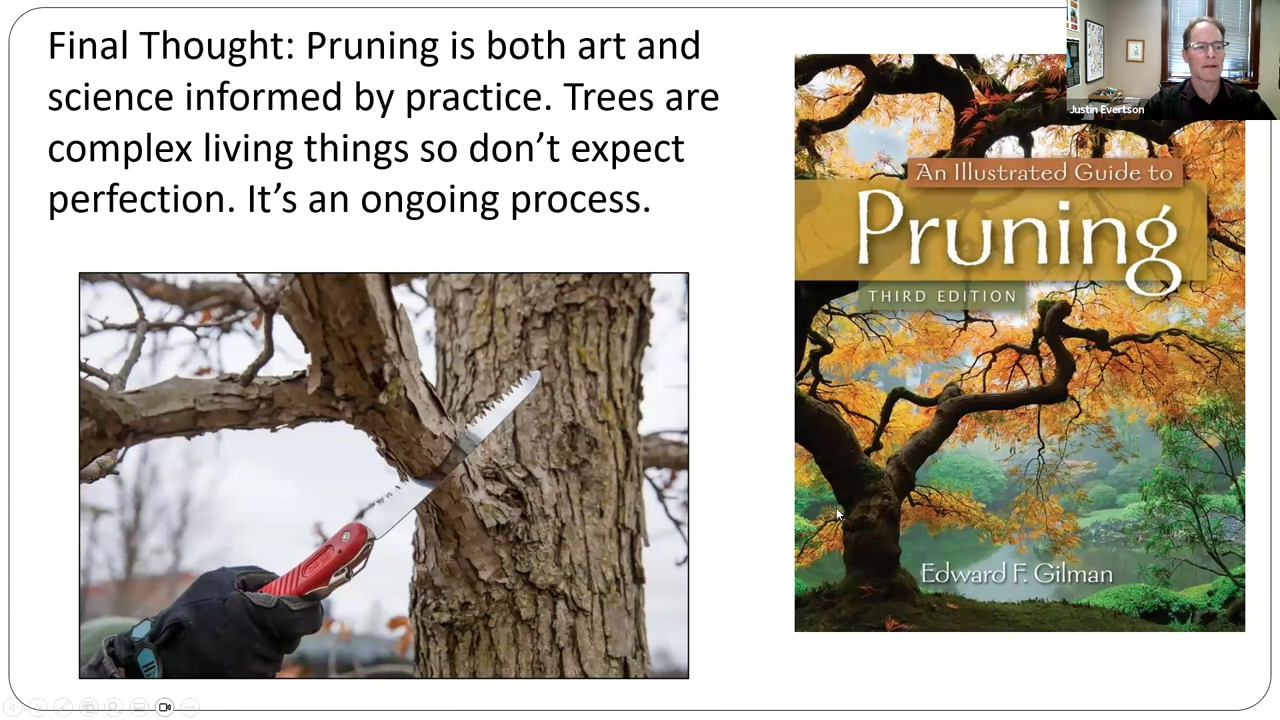 Final Thought: Pruning is both art and
science informed by practice. Trees are
complex living things so don’t expect
perfection. It’s an ongoing process.
Justin Evertson
An Illustrated Guide to
Pruning
THIRD EDITION
Edward F. Gilman